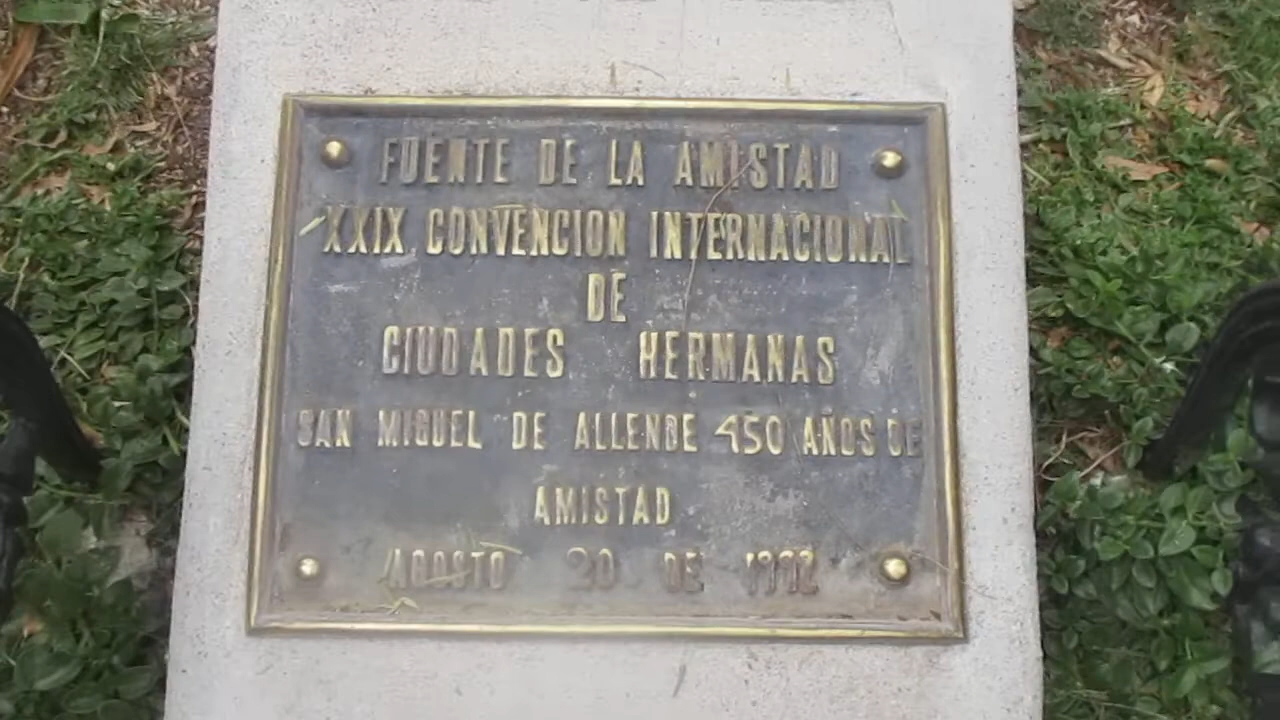 FUENTE DE LA AMISTAD
XXIX CONVENCION INTERNACIONAL
DE
CIUDADES HERMANAS
SAN MIGUEL DE ALLENDE 450 AÑOS DE
AMISTAD
AGOSTO 20 DE 1992